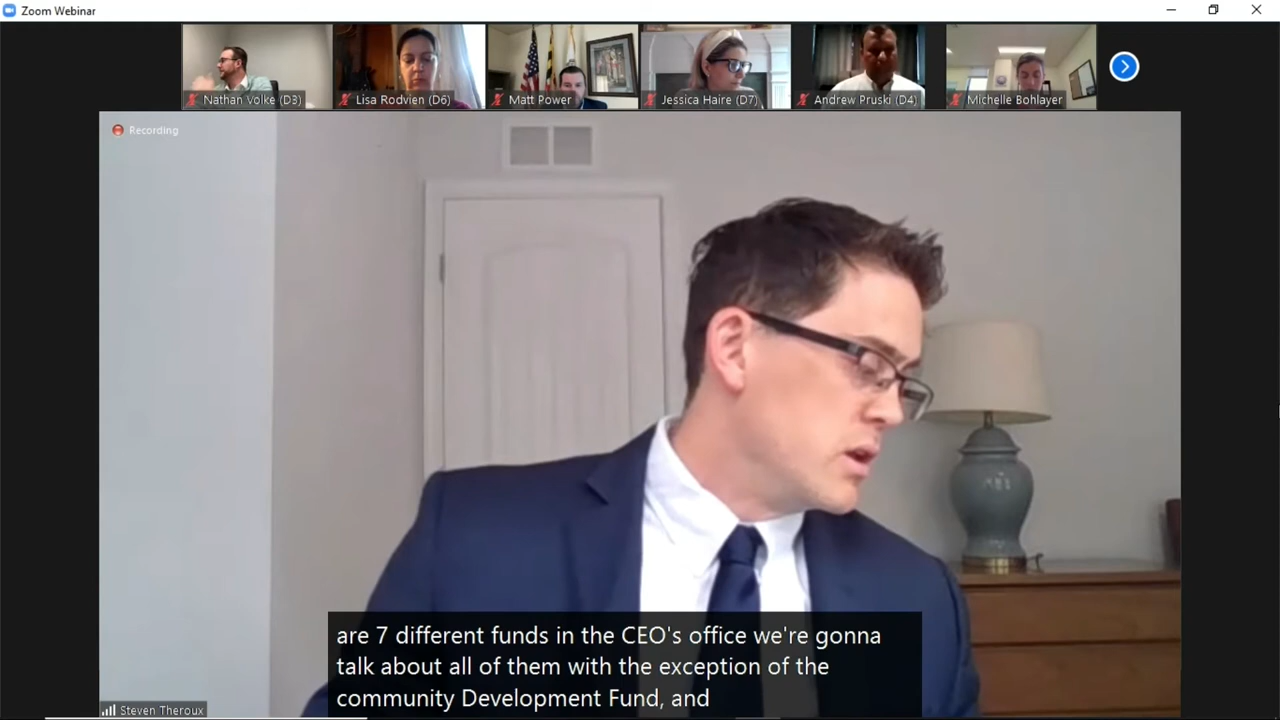 Zoom Webinar
Nathan Volke (D3)
Lisa Rodvien (D6)
Matt Power
Jessica Haire (D7)
Andrew Pruski (D4)
Michelle Bohlayer
Recording
are 7 different funds in the CEO's office we're gonna
talk about all of them with the exception of the
community Development Fund, and
Steven Theroux